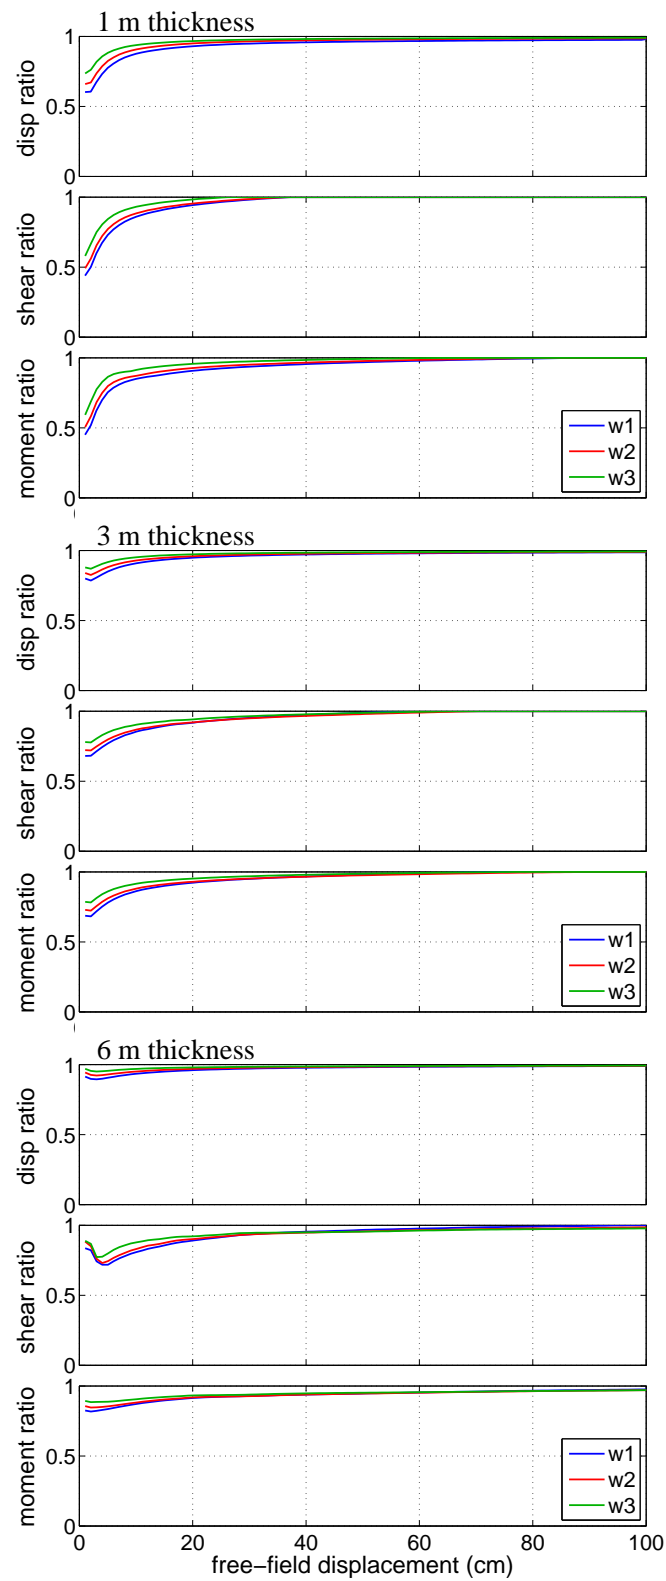 1 m thickness
1
0.5
0
disp ratio
1
0.5
0
shear ratio
1
0.5
0
moment ratio
w1
w2
w3
3 m thickness
1
0.5
0
disp ratio
1
0.5
0
shear ratio
1
0.5
0
moment ratio
w1
w2
w3
6 m thickness
1
0.5
0
disp ratio
1
0.5
0
shear ratio
1
0.5
0
moment ratio
w1
w2
w3
0 20 40 60 80 100
free-field displacement (cm)